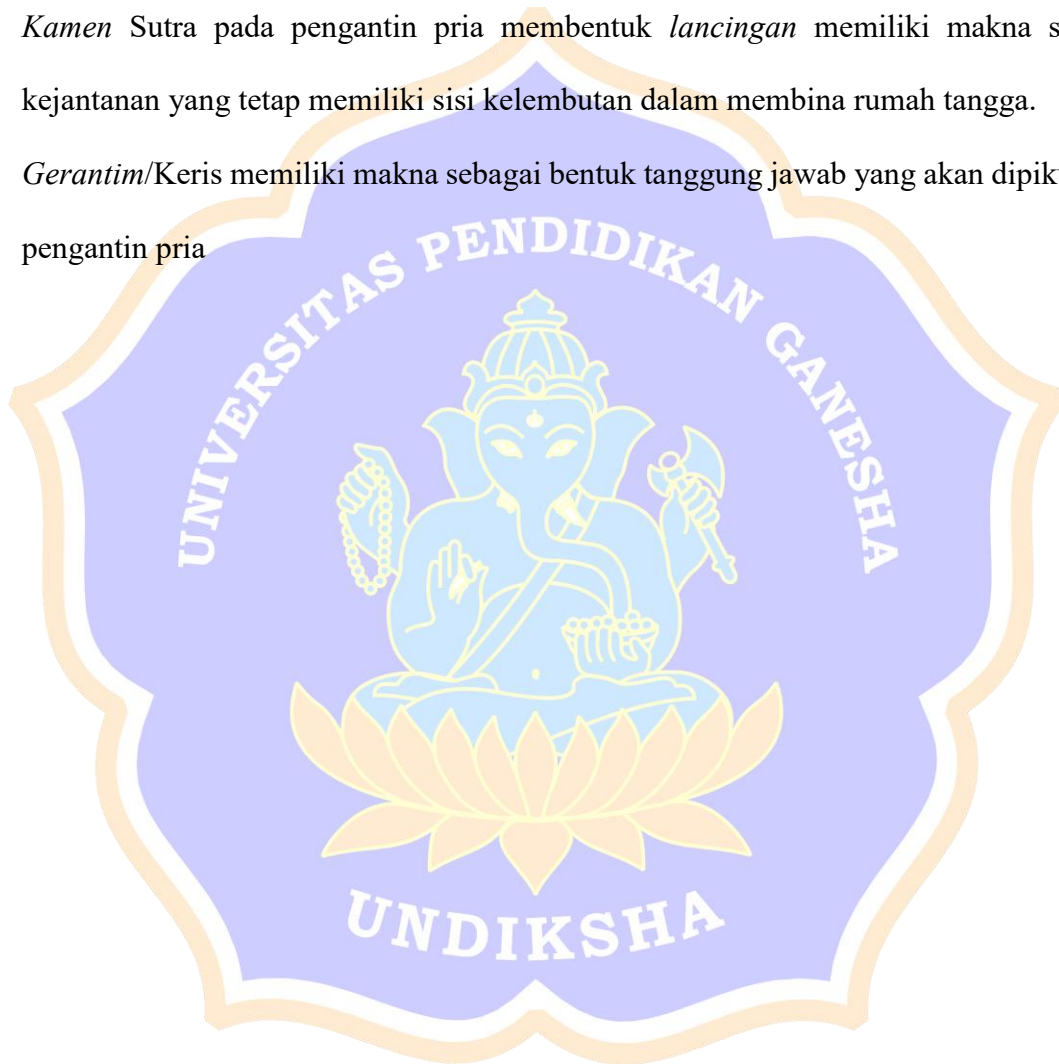 Kamen Sutra pada pengantin pria membentuk lancingan memiliki makna
kejantanan yang tetap memiliki sisi kelembutan dalam membina rumah tangga.
Gerantim/Keris memiliki makna sebagai bentuk tanggung jawab yang akan
pengantin pria
UNIVERSITAS PENDIDIKAN GANESHA
UNDIKSHA